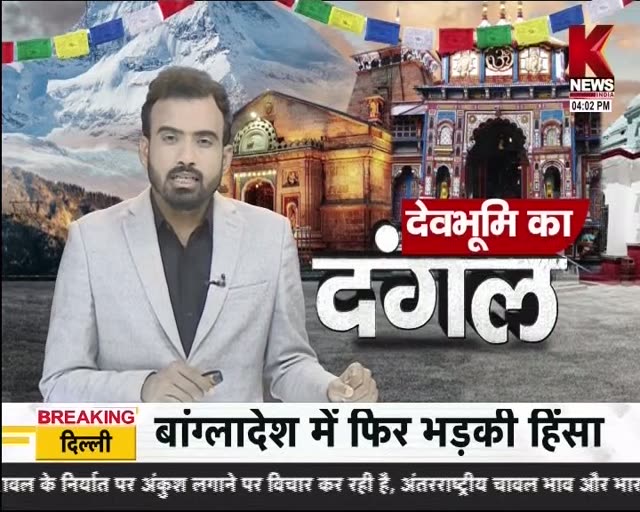 K
NEWS
INDIA
04:02 PM
देवभूमि का
दंगल
BREAKING
दिल्ली
बांग्लादेश में फिर भड़की हिंसा
वल के निर्यात पर अंकुश लगाने पर विचार कर रही है, अंतरराष्ट्रीय चावल भाव और भार